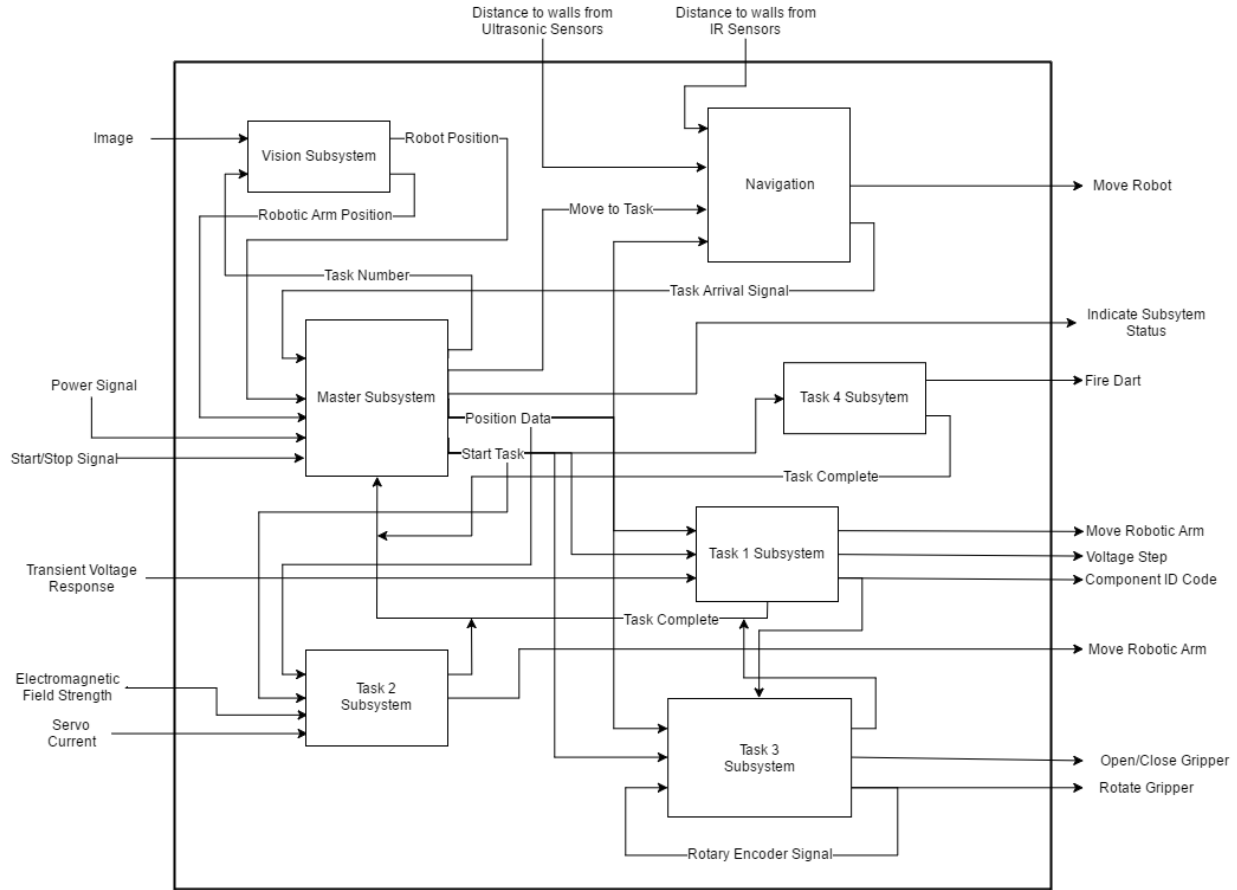 Distance to walls from
Ultrasonic Sensors
Distance to walls from
IR Sensors
Image
Vision Subsystem
Robot Position
Robotic Arm Position
Navigation
Move Robot
Move to Task
Task Number
Task Arrival Signal
Indicate Subsytem
Status
Power Signal
Master Subsystem
Task 4 Subsytem
Fire Dart
Position Data
Start/Stop Signal
Start Task
Task Complete
Transient Voltage
Response
Task 1 Subsystem
Move Robotic Arm
Voltage Step
Component ID Code
Task Complete
Move Robotic Arm
Electromagnetic
Field Strength
Servo
Current
Task 2
Subsystem
Task 3
Subsystem
Open/Close Gripper
Rotate Gripper
Rotary Encoder Signal